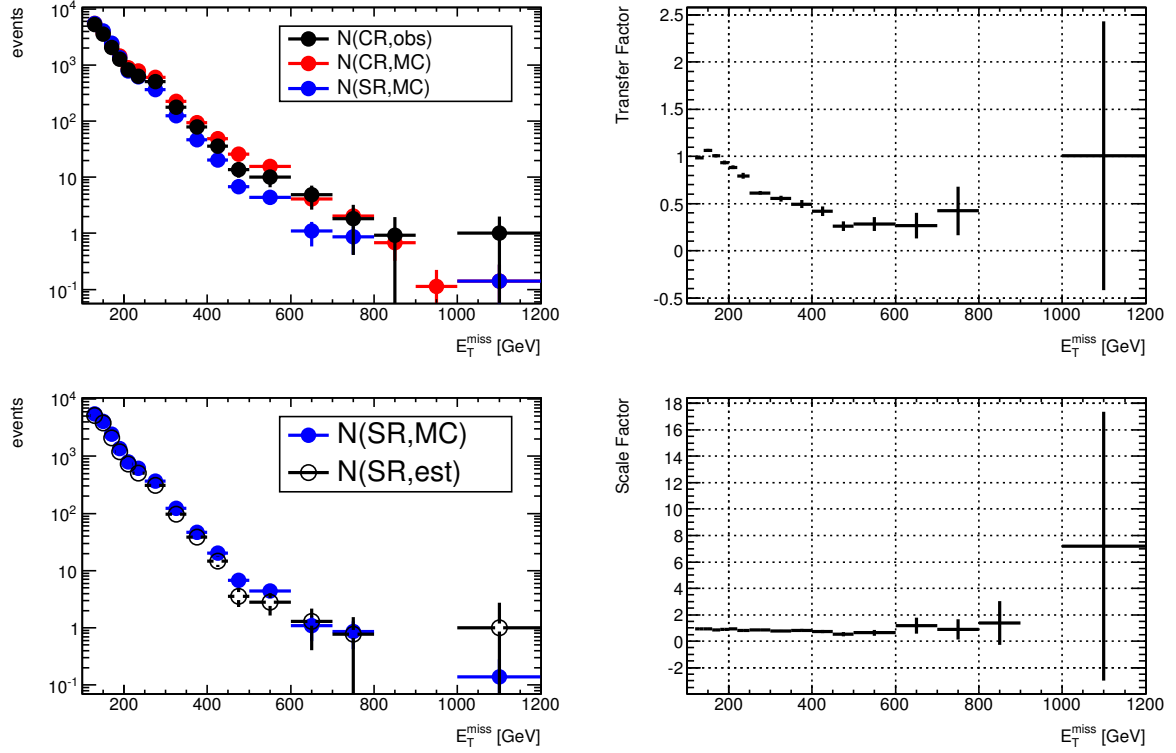 events
10^4
10^3
10^2
10
1
10^-1
N(CR,obs)
N(CR,MC)
N(SR,MC)
200 400 600 800 1000 1200
E_T^miss [GeV]
Transfer Factor
2.5
2
1.5
1
0.5
0
-0.5
200 400 600 800 1000 1200
E_T^miss [GeV]
events
10^4
10^3
10^2
10
1
10^-1
N(SR,MC)
N(SR,est)
200 400 600 800 1000 1200
E_T^miss [GeV]
Scale Factor
18
16
14
12
10
8
6
4
2
0
-2
200 400 600 800 1000 1200
E_T^miss [GeV]